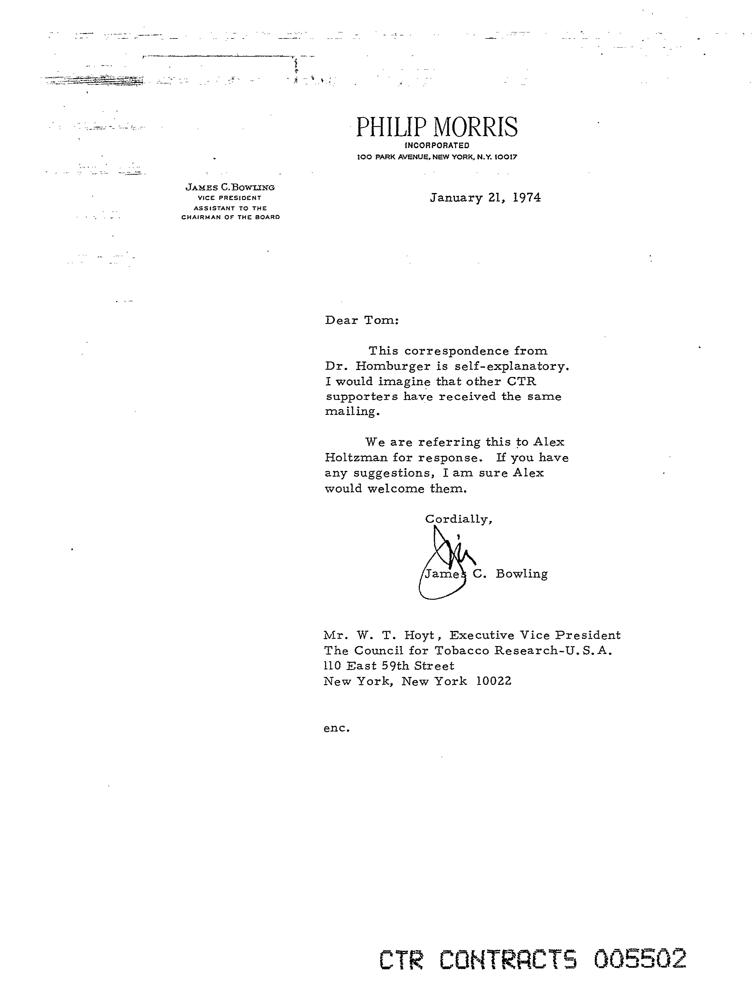 PHILIP MORRIS
INCORPORATED
100 PARK AVENUE, NEW YORK, N.Y. 10017
JAMES C. BOWLING
VICE PRESIDENT
ASSISTANT TO THE
CHAIRMAN OF THE BOARD
January 21, 1974
Dear Tom:
This correspondence from
Dr. Homburger is self-explanatory.
I would imagine that other CTR
supporters have received the same
mailing.
We are referring this to Alex
Holtzman for response. If you have
any suggestions, I am sure Alex
would welcome them.
Cordially,
Jim
James C. Bowling
Mr. W. T. Hoyt, Executive Vice President
The Council for Tobacco Research-U.S.A.
110 East 59th Street
New York, New York 10022
enc.
CTR CONTRACTS 005502